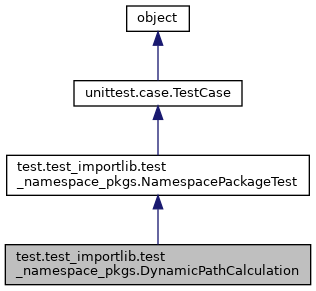 object
unittest.case.TestCase
test.test_importlib.test
_namespace_pkgs.NamespacePackageTest
test.test_importlib.test
_namespace_pkgs.DynamicPathCalculation